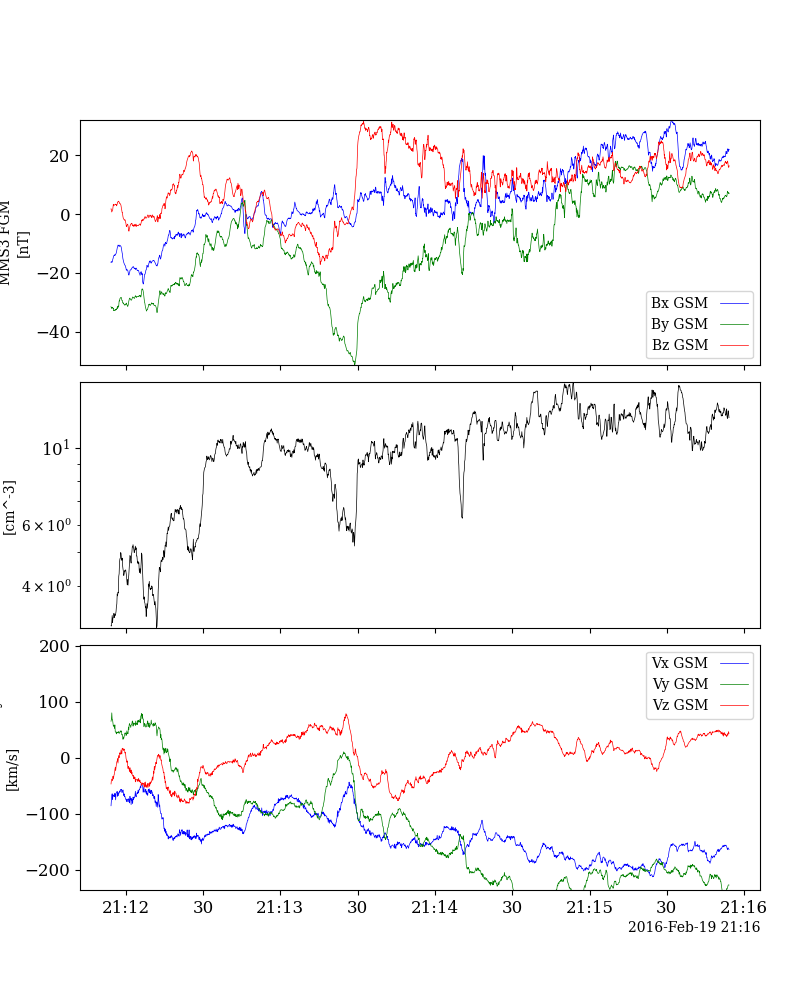 MMS3 FGM
[nT]
20
0
−20
−40
Bx GSM
By GSM
Bz GSM
[cm^-3]
10^1
6 × 10^0
4 × 10^0
[km/s]
200
100
0
−100
−200
Vx GSM
Vy GSM
Vz GSM
21:12 30 21:13 30 21:14 30 21:15 30 21:16
2016-Feb-19 21:16